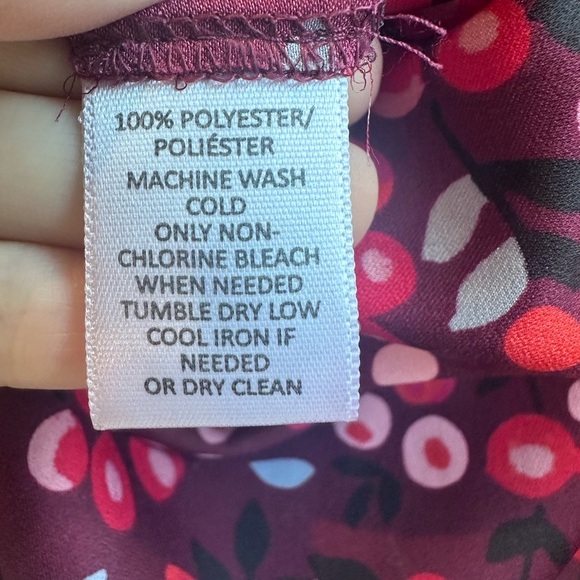 100% POLYESTER/
POLIÉSTER
MACHINE WASH
COLD
ONLY NON-
CHLORINE BLEACH
WHEN NEEDED
TUMBLE DRY LOW
COOL IRON IF
NEEDED
OR DRY CLEAN